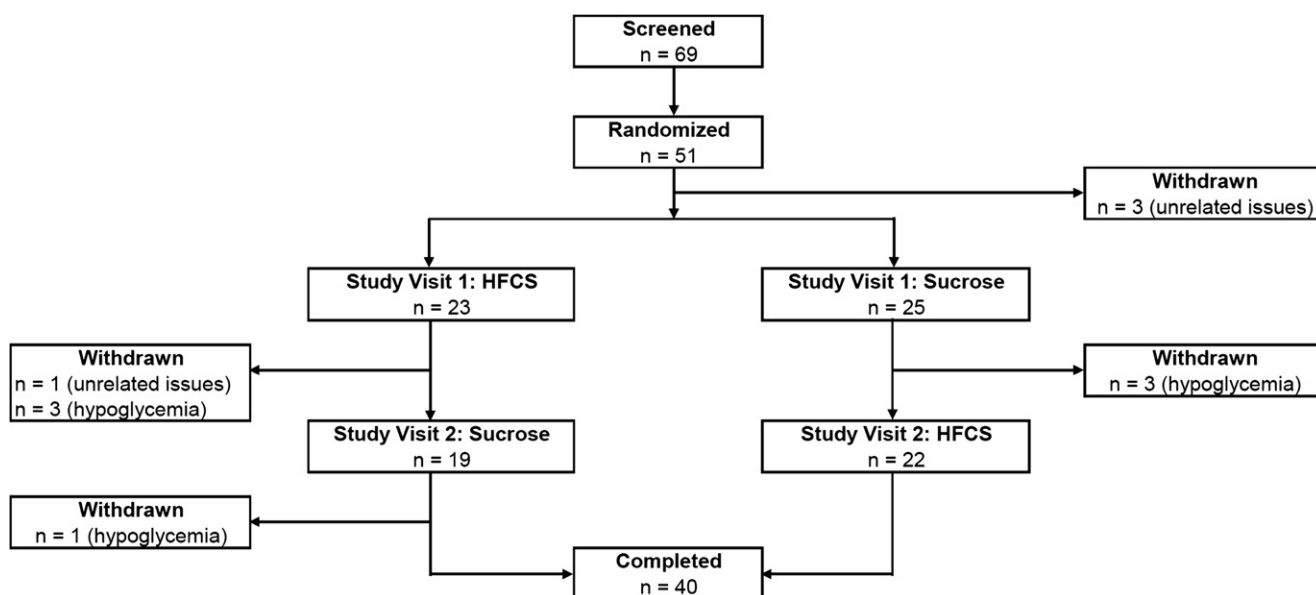 Screened
n = 69
Randomized
n = 51
Withdrawn
n = 3 (unrelated issues)
Study Visit 1: HFCS
n = 23
Study Visit 1: Sucrose
n = 25
Withdrawn
n = 1 (unrelated issues)
n = 3 (hypoglycemia)
Withdrawn
n = 3 (hypoglycemia)
Study Visit 2: Sucrose
n = 19
Study Visit 2: HFCS
n = 22
Withdrawn
n = 1 (hypoglycemia)
Completed
n = 40